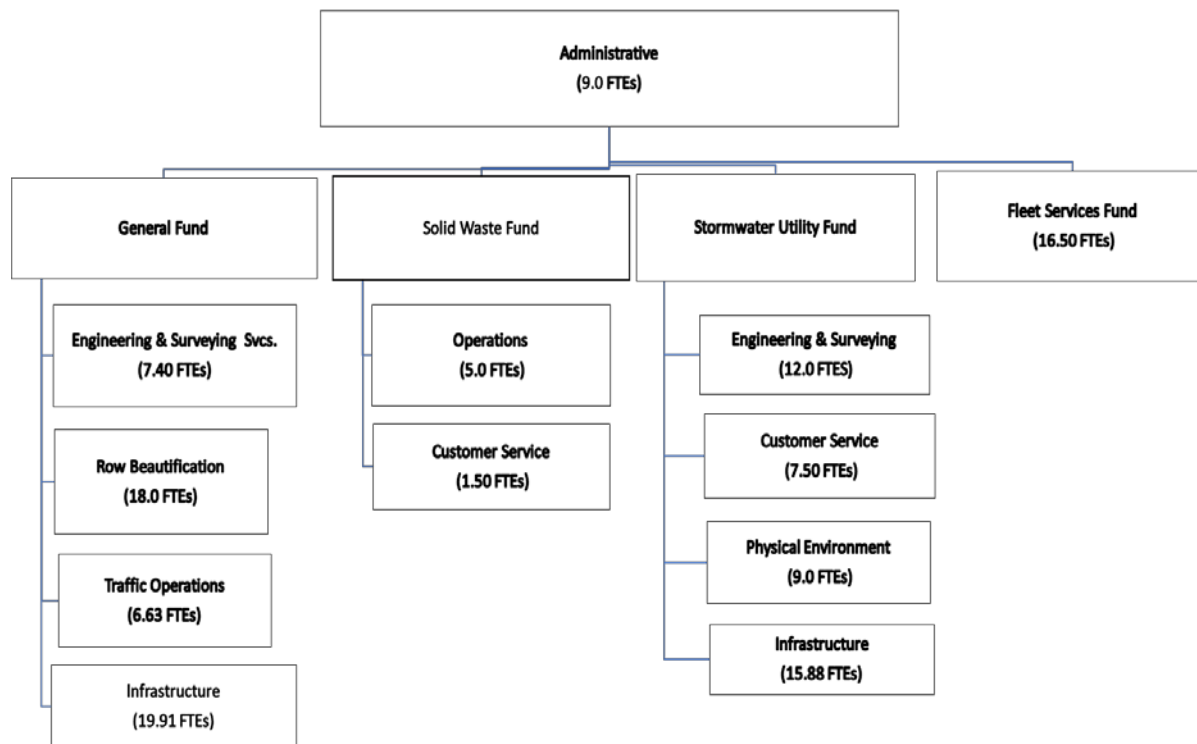 Administrative
(9.0 FTEs)
General Fund
Solid Waste Fund
Stormwater Utility Fund
Fleet Services Fund
(16.50 FTEs)
Engineering & Surveying Svcs.
(7.40 FTEs)
Row Beautification
(18.0 FTEs)
Traffic Operations
(6.63 FTEs)
Infrastructure
(19.91 FTEs)
Operations
(5.0 FTEs)
Customer Service
(1.50 FTEs)
Engineering & Surveying
(12.0 FTES)
Customer Service
(7.50 FTEs)
Physical Environment
(9.0 FTEs)
Infrastructure
(15.88 FTEs)